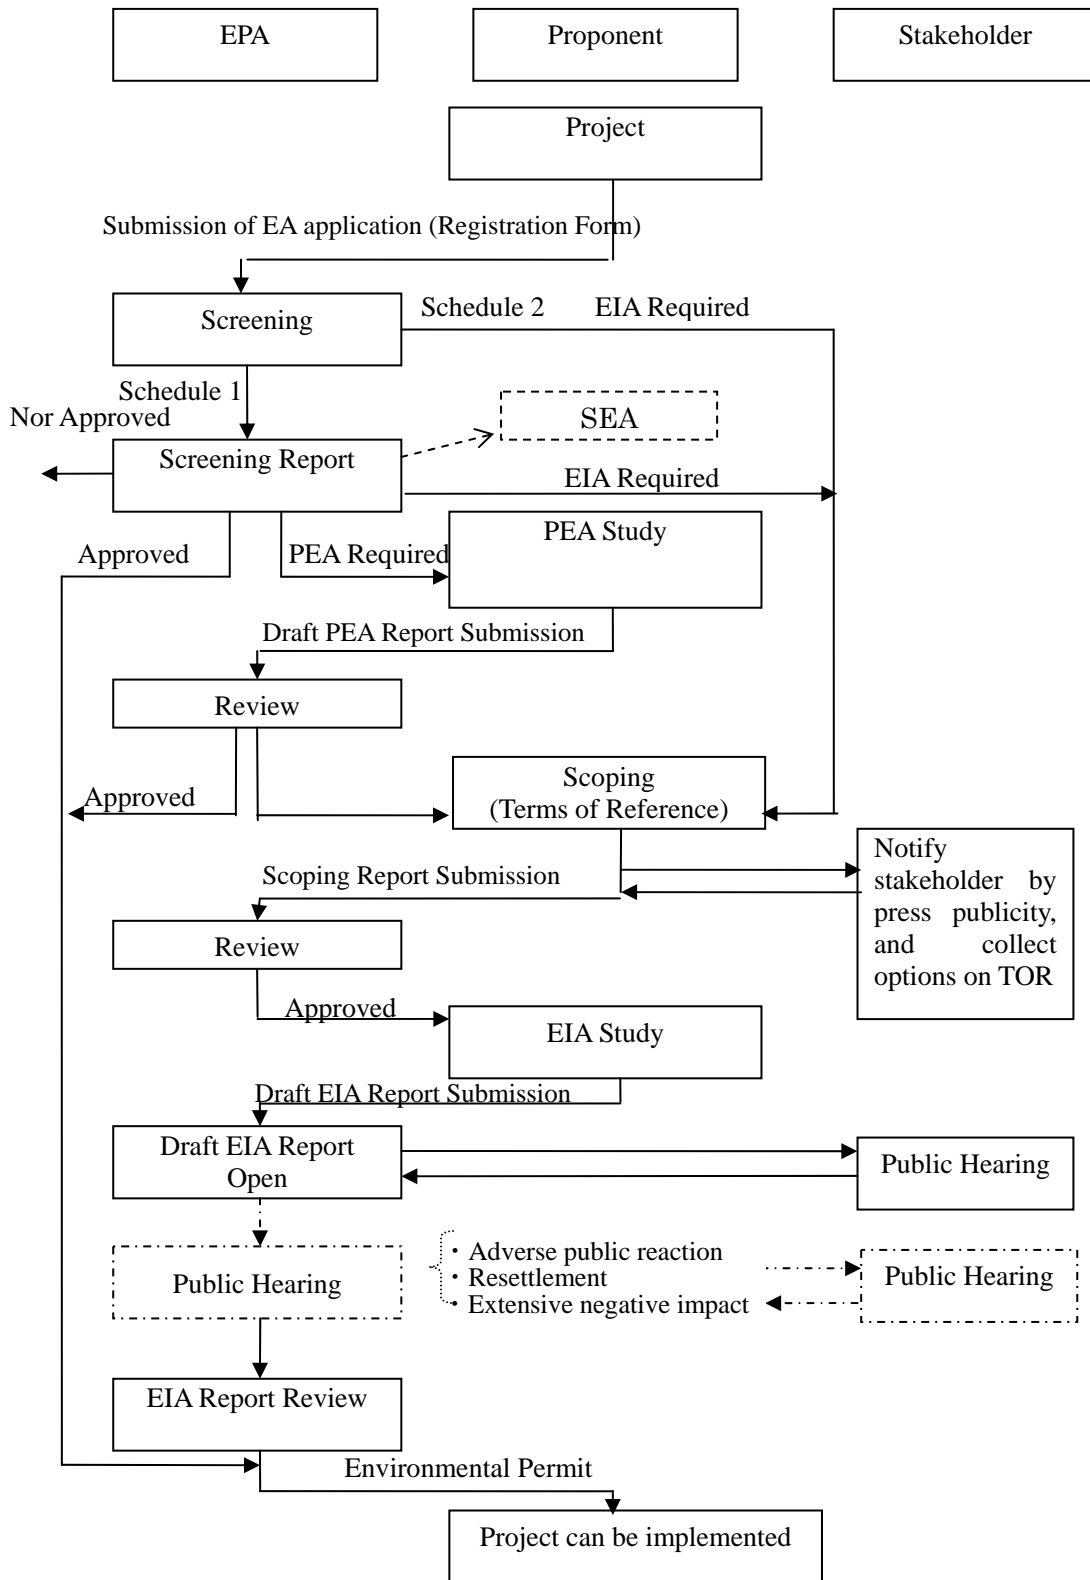 EPA
Proponent
Stakeholder
Project
Submission of EA application (Registration Form)
Screening
Schedule 2
EIA Required
Schedule 1
Nor Approved
SEA
Screening Report
EIA Required
PEA Study
Approved
PEA Required
Draft PEA Report Submission
Review
Scoping
(Terms of Reference)
Approved
Notify
stakeholder by
press publicity,
and collect
options on TOR
Scoping Report Submission
Review
Approved
EIA Study
Draft EIA Report Submission
Draft EIA Report
Open
Public Hearing
Public Hearing
・Adverse public reaction
・Resettlement
・Extensive negative impact
Public Hearing
EIA Report Review
Environmental Permit
Project can be implemented